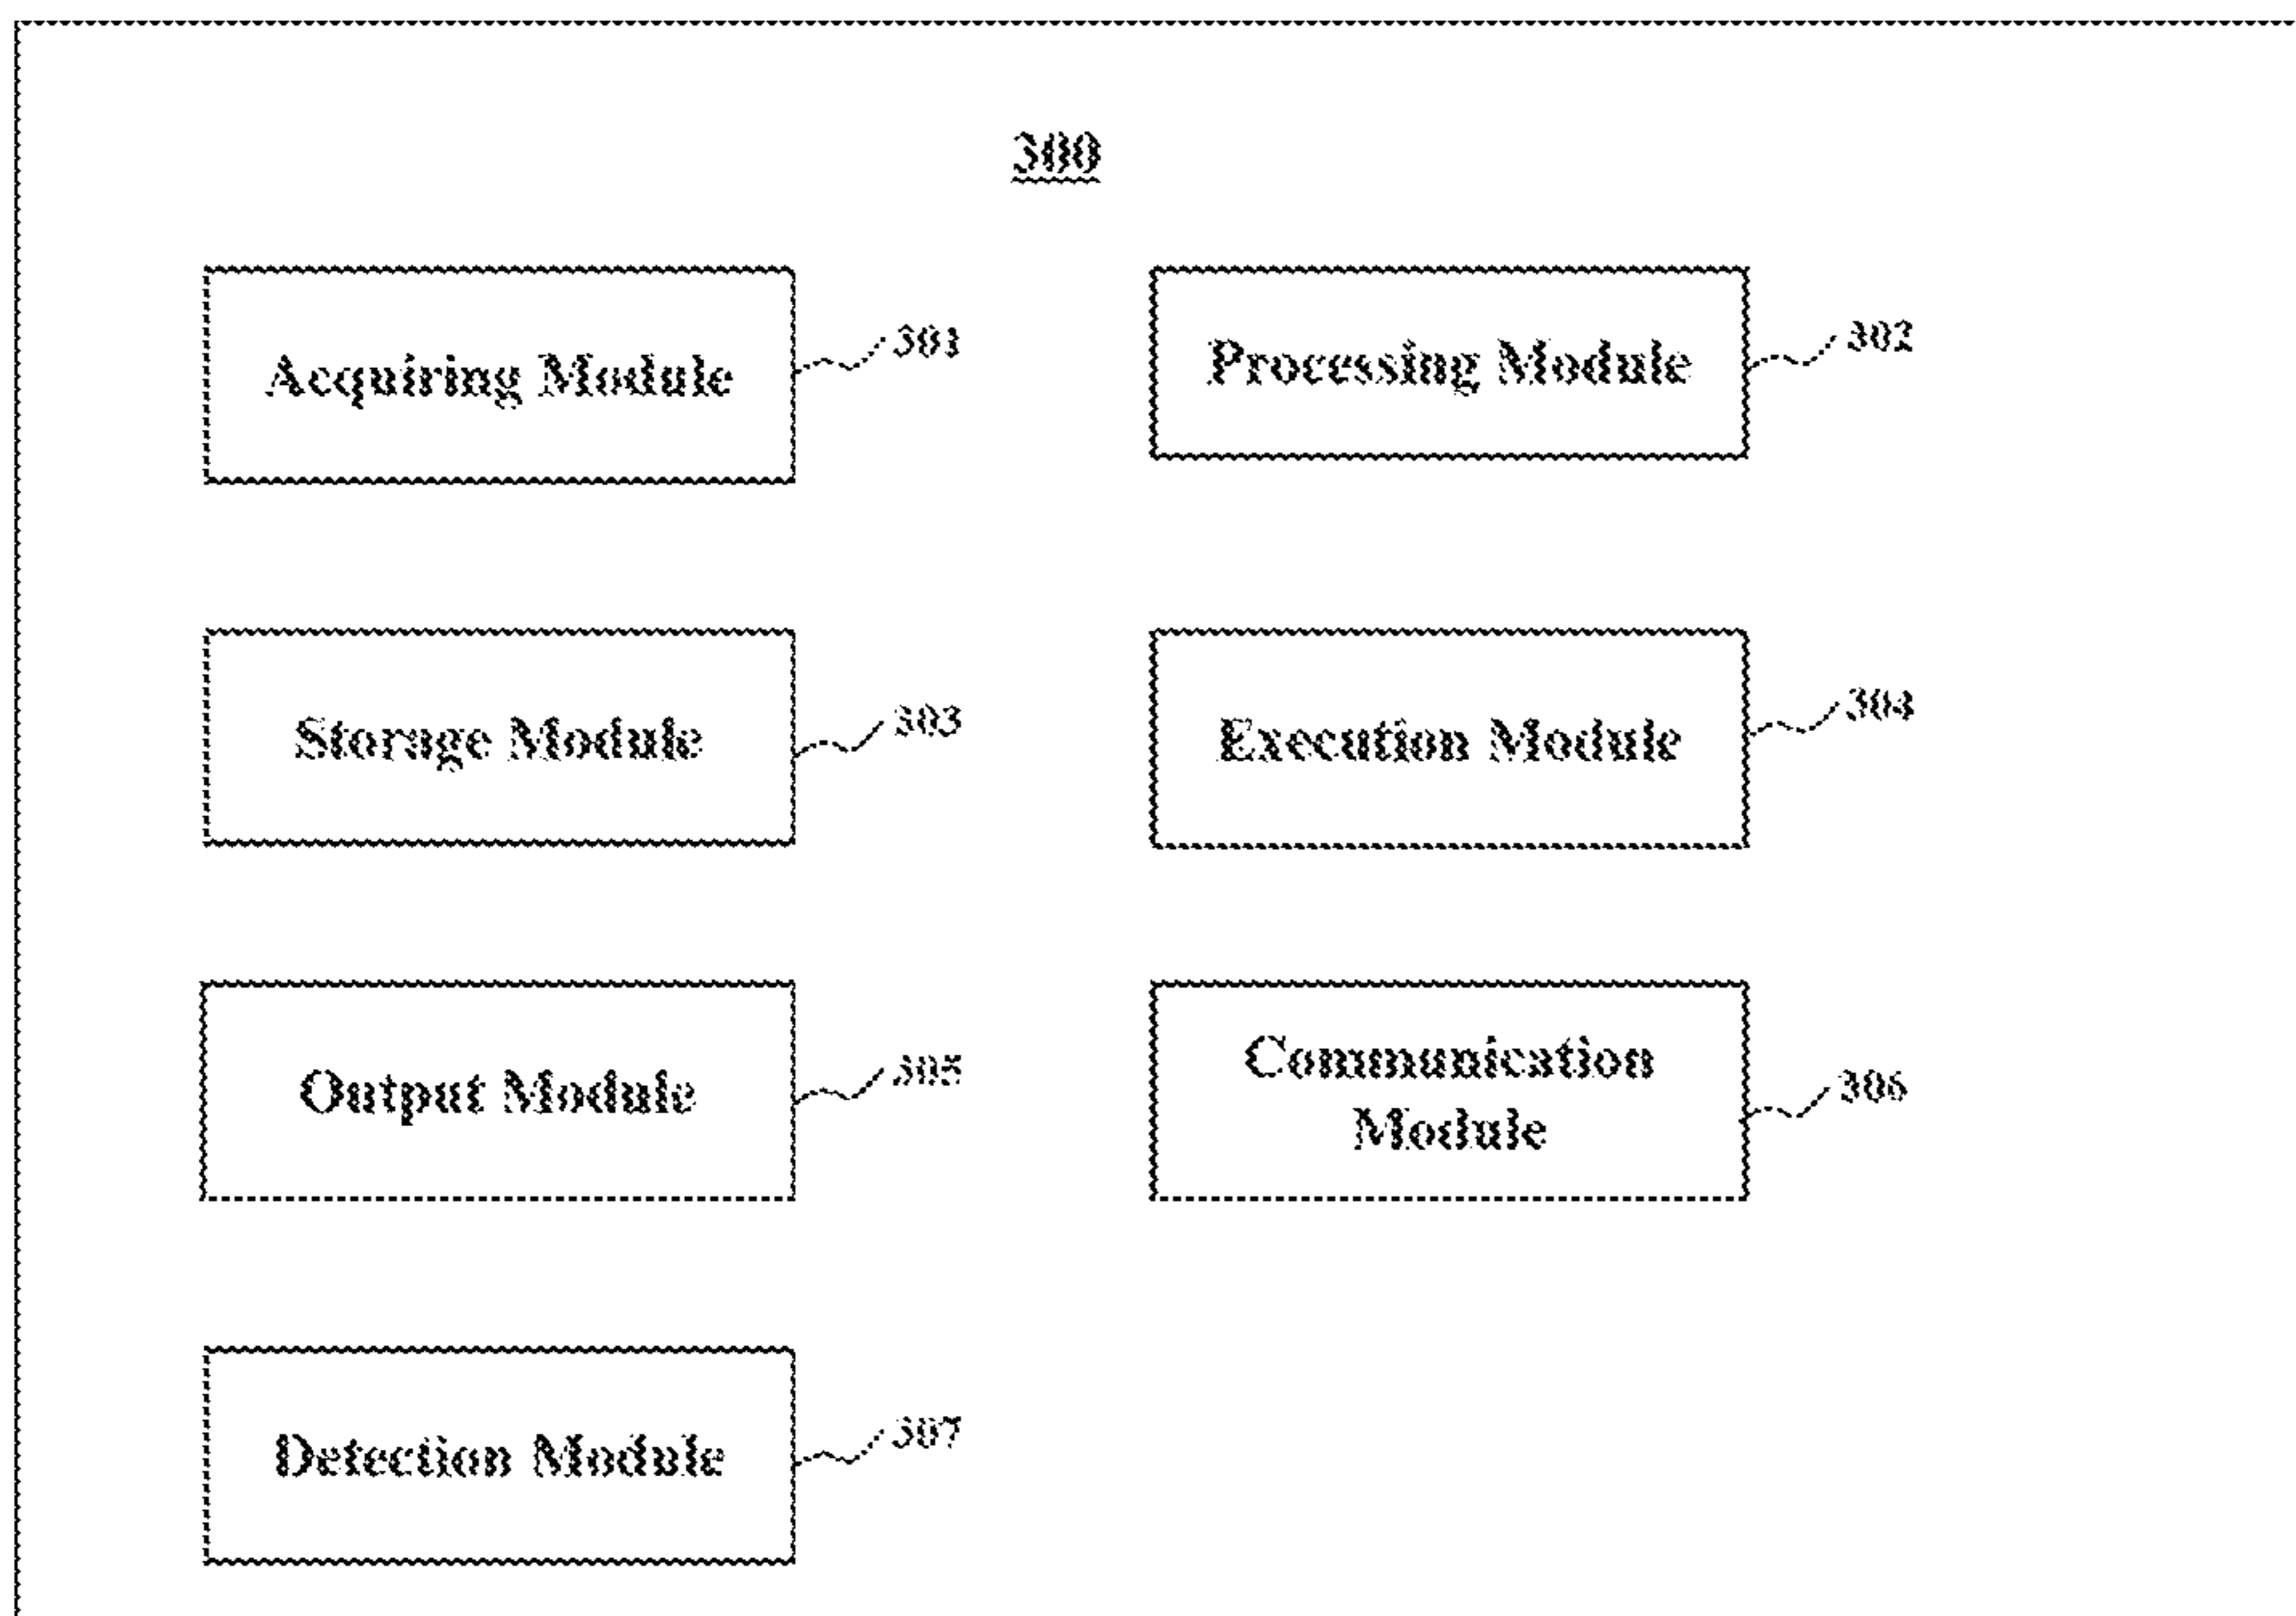 300
Acquiring Module
301
Processing Module
302
Storage Module
303
Execution Module
304
Output Module
305
Communication
Module
306
Detection Module
307